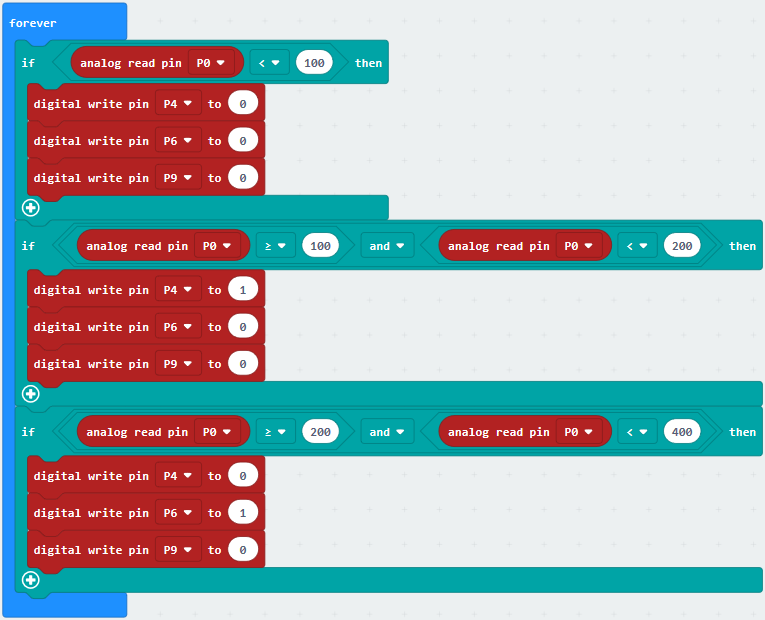 forever
if analog read pin P0 < 100 then
digital write pin P4 to 0
digital write pin P6 to 0
digital write pin P9 to 0
if analog read pin P0 ≥ 100 and analog read pin P0 < 200 then
digital write pin P4 to 1
digital write pin P6 to 0
digital write pin P9 to 0
if analog read pin P0 ≥ 200 and analog read pin P0 < 400 then
digital write pin P4 to 0
digital write pin P6 to 1
digital write pin P9 to 0